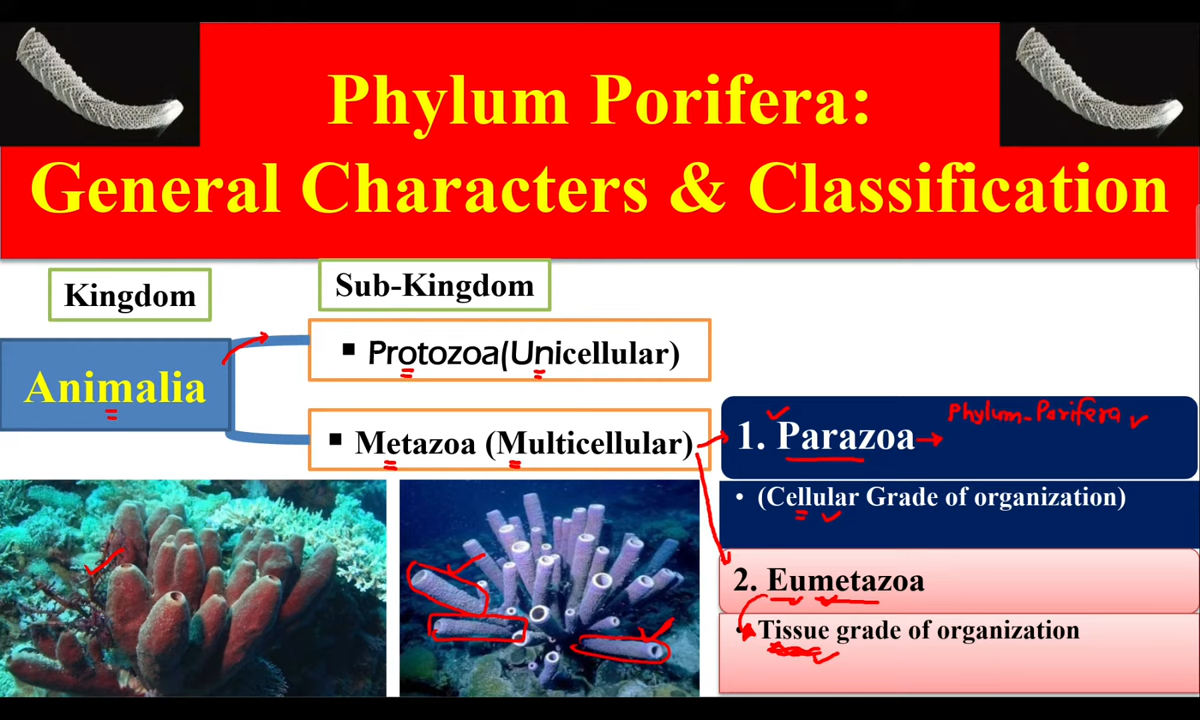 Phylum Porifera:
General Characters & Classification
Kingdom
Sub-Kingdom
Animalia
▪ Protozoa(Unicellular)
▪ Metazoa (Multicellular)
1. Parazoa → Phylum-Porifera
• (Cellular Grade of organization)
2. Eumetazoa
• Tissue grade of organization